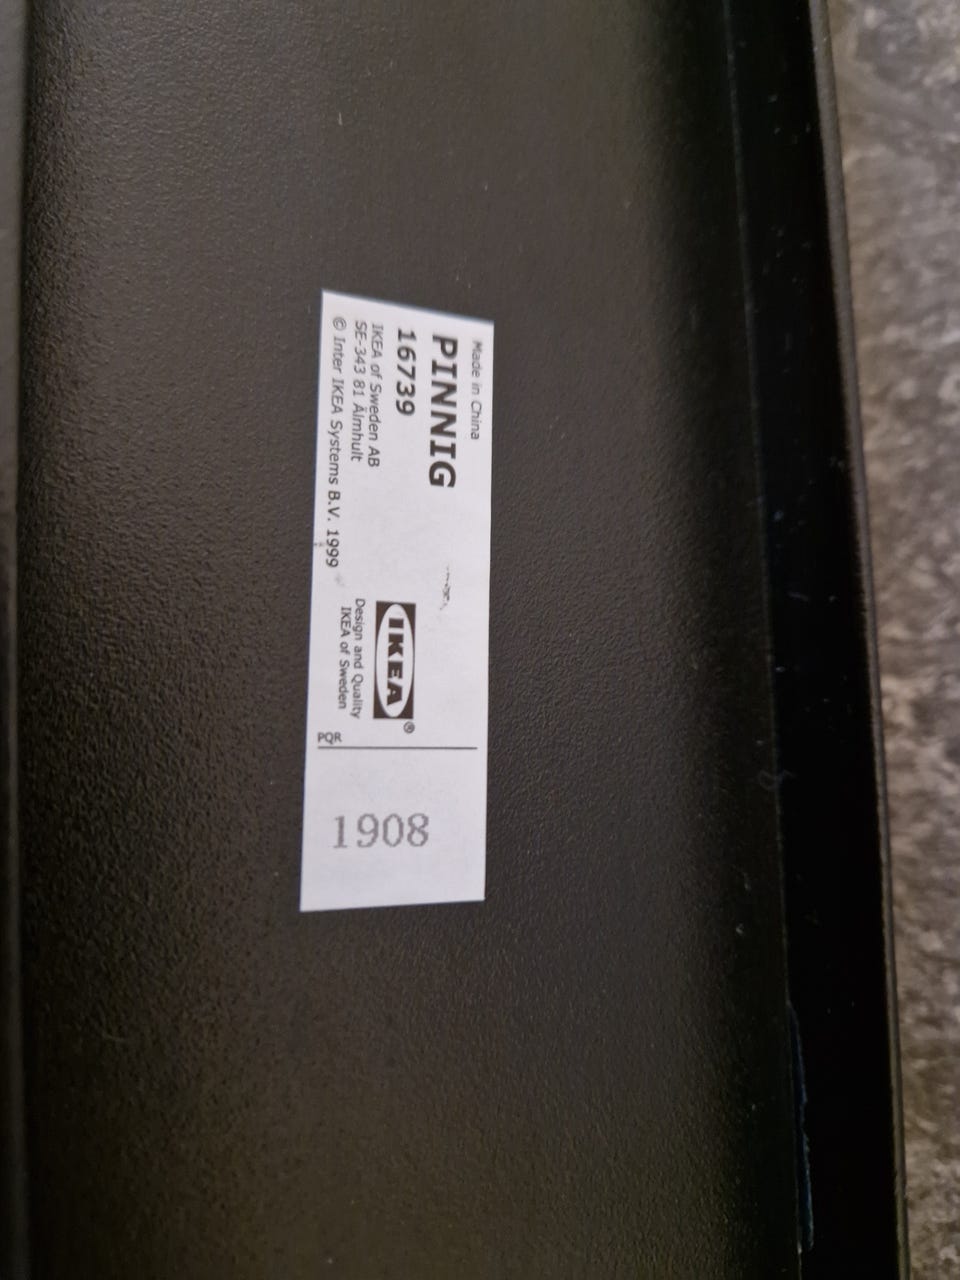 Made in China
PINNIG
16739
IKEA of Sweden AB
SE-343 81 Älmhult
© Inter IKEA Systems B.V. 1999
IKEA®
Design and Quality
IKEA of Sweden
PQR
1908